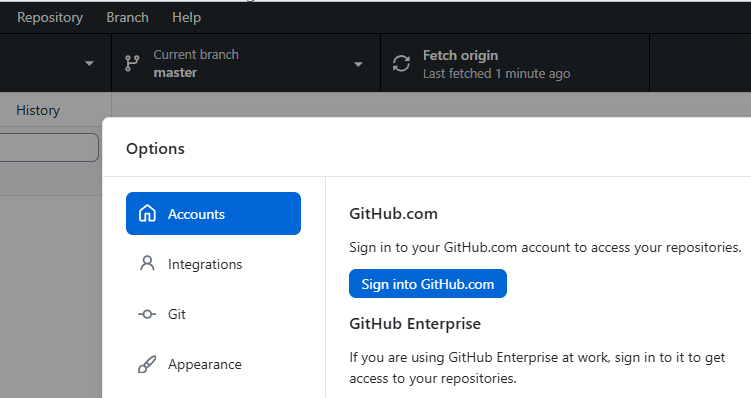 Repository Branch Help
Current branch
master
Fetch origin
Last fetched 1 minute ago
History
Options
Accounts
Integrations
Git
Appearance
GitHub.com
Sign in to your GitHub.com account to access your repositories.
Sign into GitHub.com
GitHub Enterprise
If you are using GitHub Enterprise at work, sign in to it to get
access to your repositories.